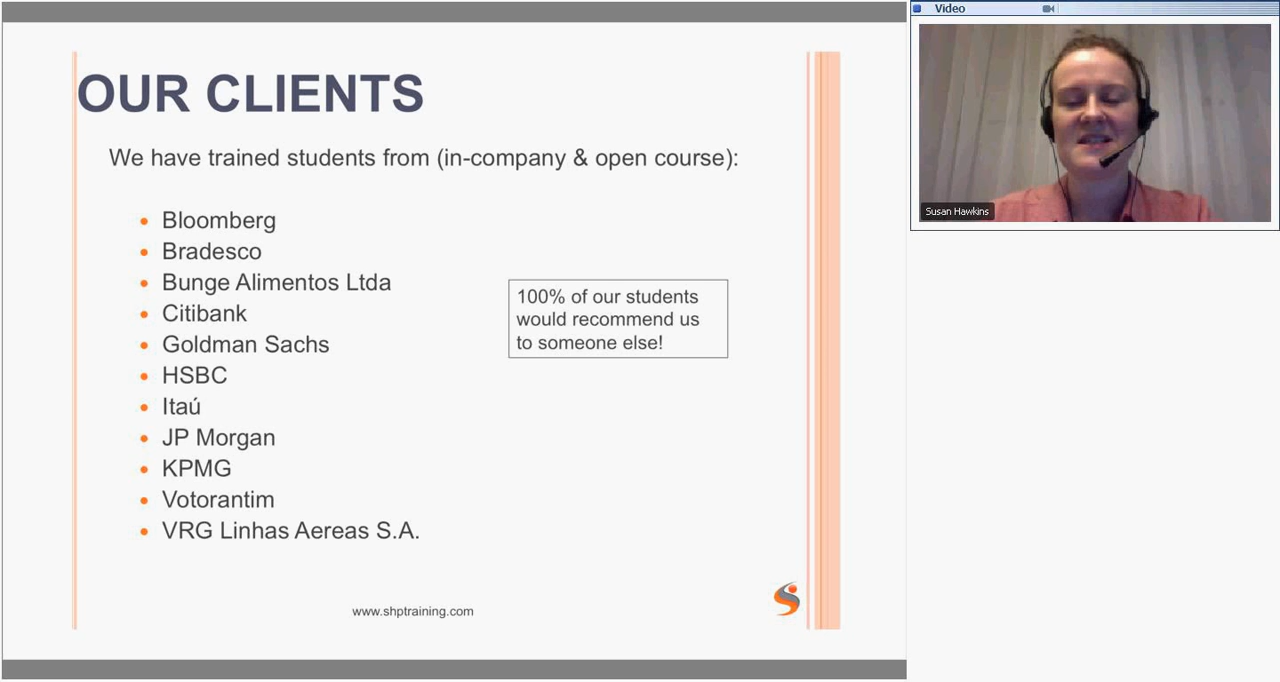 OUR CLIENTS
We have trained students from (in-company & open course):
• Bloomberg
• Bradesco
• Bunge Alimentos Ltda
• Citibank
• Goldman Sachs
• HSBC
• Itaú
• JP Morgan
• KPMG
• Votorantim
• VRG Linhas Aereas S.A.
100% of our students
would recommend us
to someone else!
www.shptraining.com
Video
Susan Hawkins